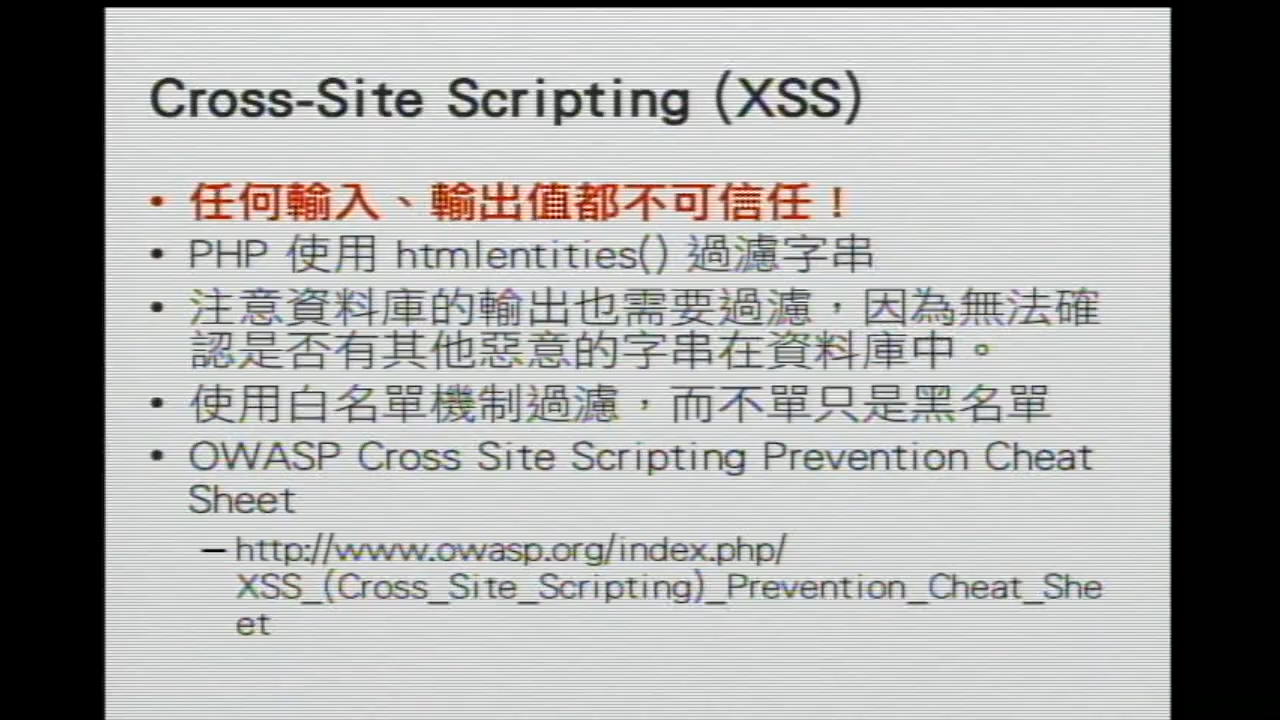 Cross-Site Scripting (XSS)
• 任何輸入、輸出值都不可信任！
• PHP 使用 htmlentities() 過濾字串
• 注意資料庫的輸出也需要過濾，因為無法確
認是否有其他惡意的字串在資料庫中。
• 使用白名單機制過濾，而不單只是黑名單
• OWASP Cross Site Scripting Prevention Cheat
Sheet
– http://www.owasp.org/index.php/
XSS_(Cross_Site_Scripting)_Prevention_Cheat_She
et